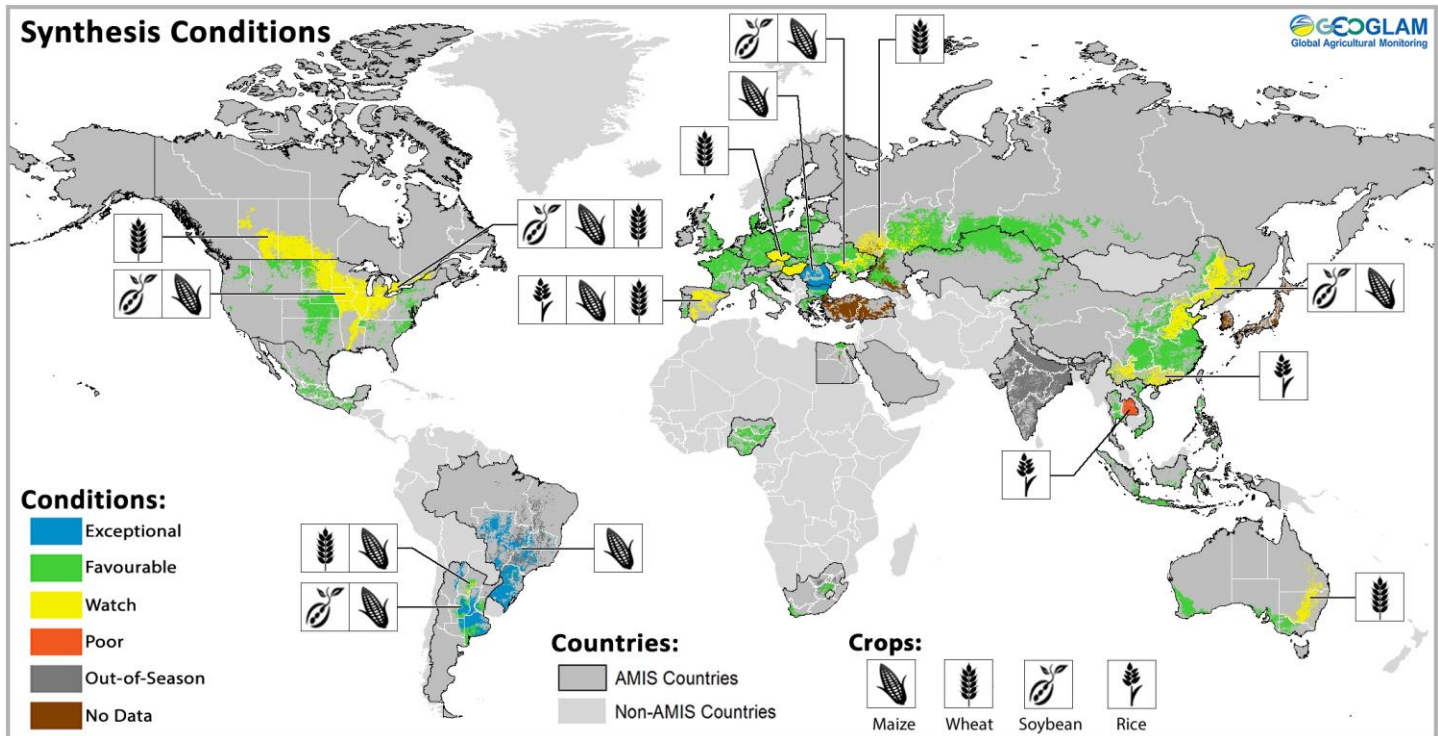 Synthesis Conditions
GEOGLAM
Global Agricultural Monitoring
Conditions:
Exceptional
Favourable
Watch
Poor
Out-of-Season
No Data
Countries:
AMIS Countries
Non-AMIS Countries
Crops:
Maize
Wheat
Soybean
Rice